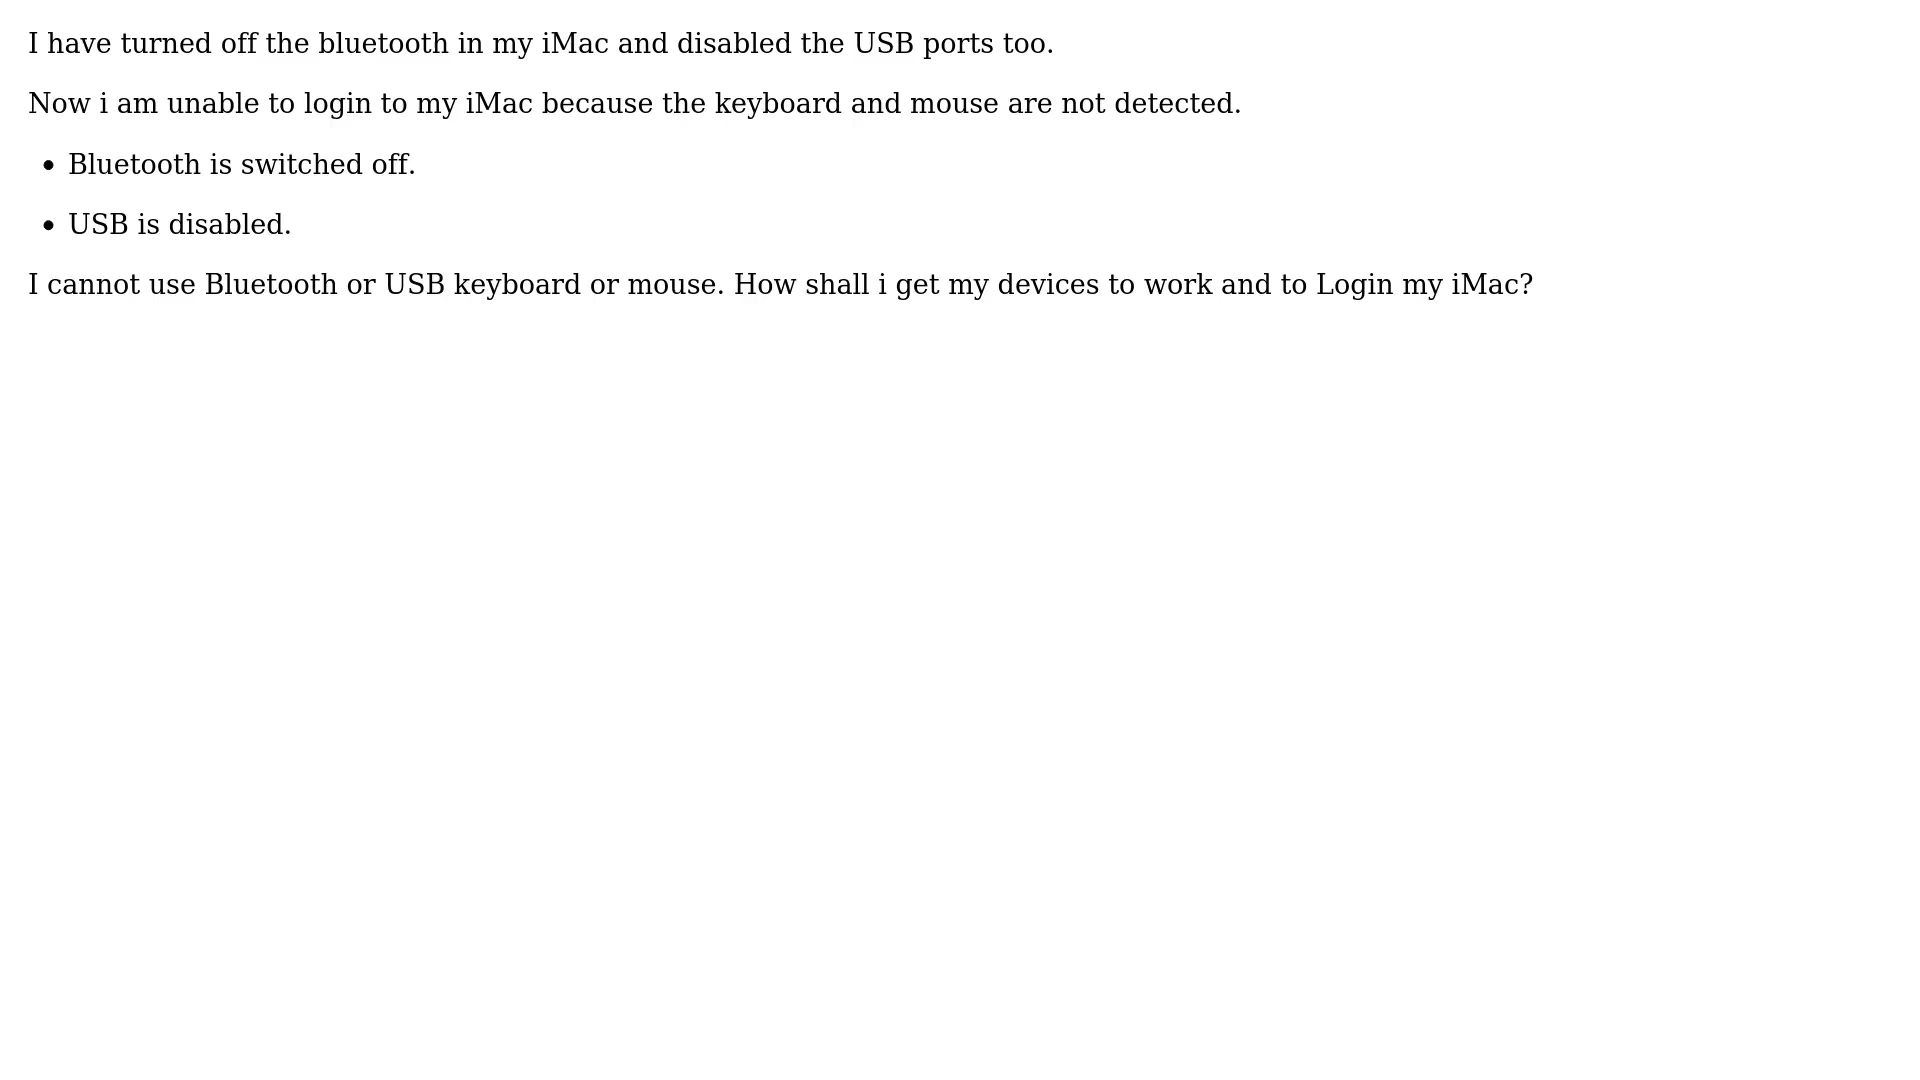 I have turned off the bluetooth in my iMac and disabled the USB ports too.
Now i am unable to login to my iMac because the keyboard and mouse are not detected.
• Bluetooth is switched off.
• USB is disabled.
I cannot use Bluetooth or USB keyboard or mouse. How shall i get my devices to work and to Login my iMac?